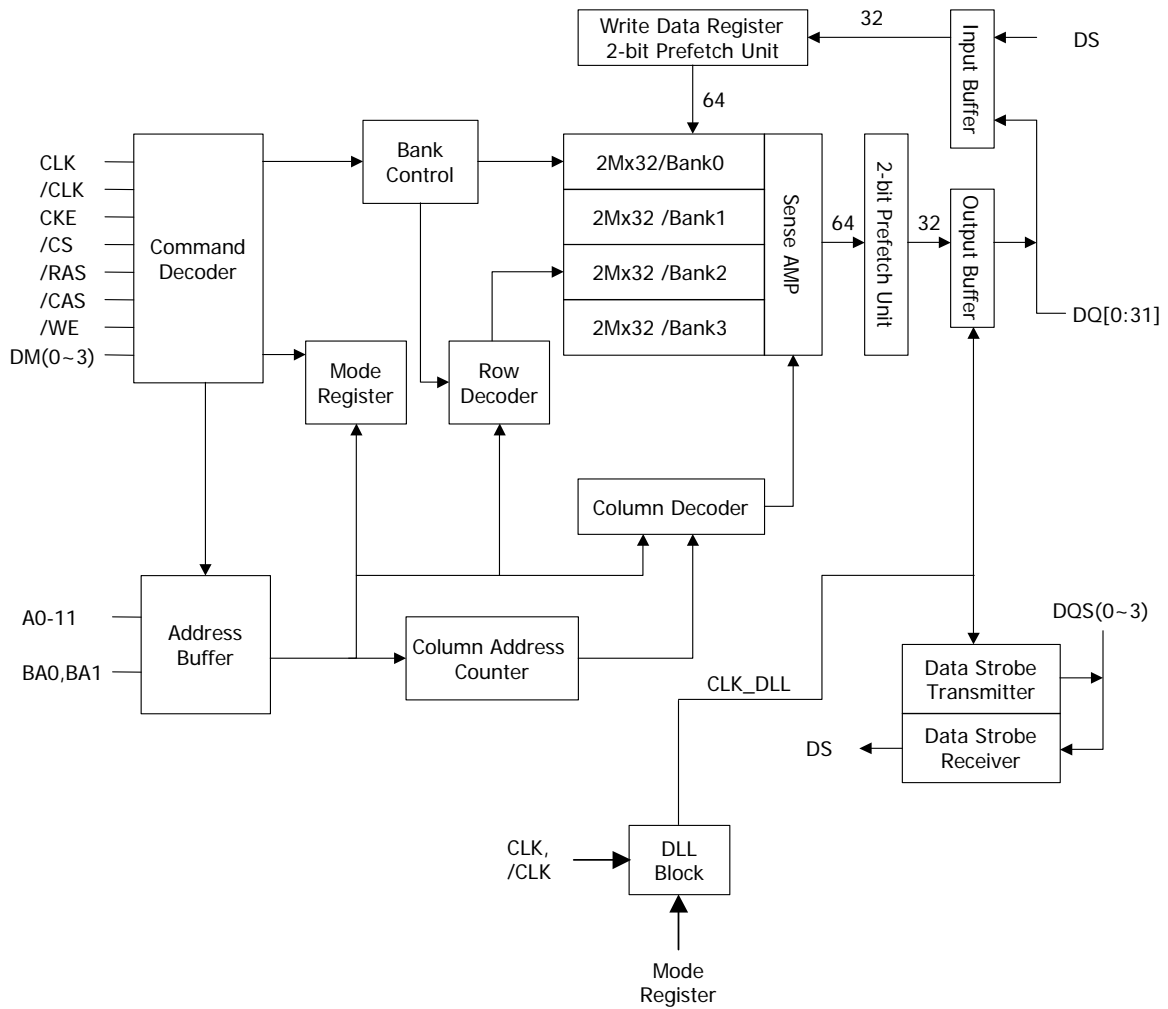 Write Data Register
2-bit Prefetch Unit
32
Input Buffer
DS
64
CLK
/CLK
CKE
/CS
/RAS
/CAS
/WE
DM(0~3)
Command
Decoder
Bank
Control
2Mx32/Bank0
2Mx32 /Bank1
2Mx32 /Bank2
2Mx32 /Bank3
Sense AMP
64
2-bit Prefetch Unit
32
Output Buffer
DQ[0:31]
Mode
Register
Row
Decoder
Column Decoder
A0-11
BA0,BA1
Address
Buffer
Column Address
Counter
CLK_DLL
DQS(0~3)
Data Strobe
Transmitter
Data Strobe
Receiver
DS
CLK,
/CLK
DLL
Block
Mode
Register